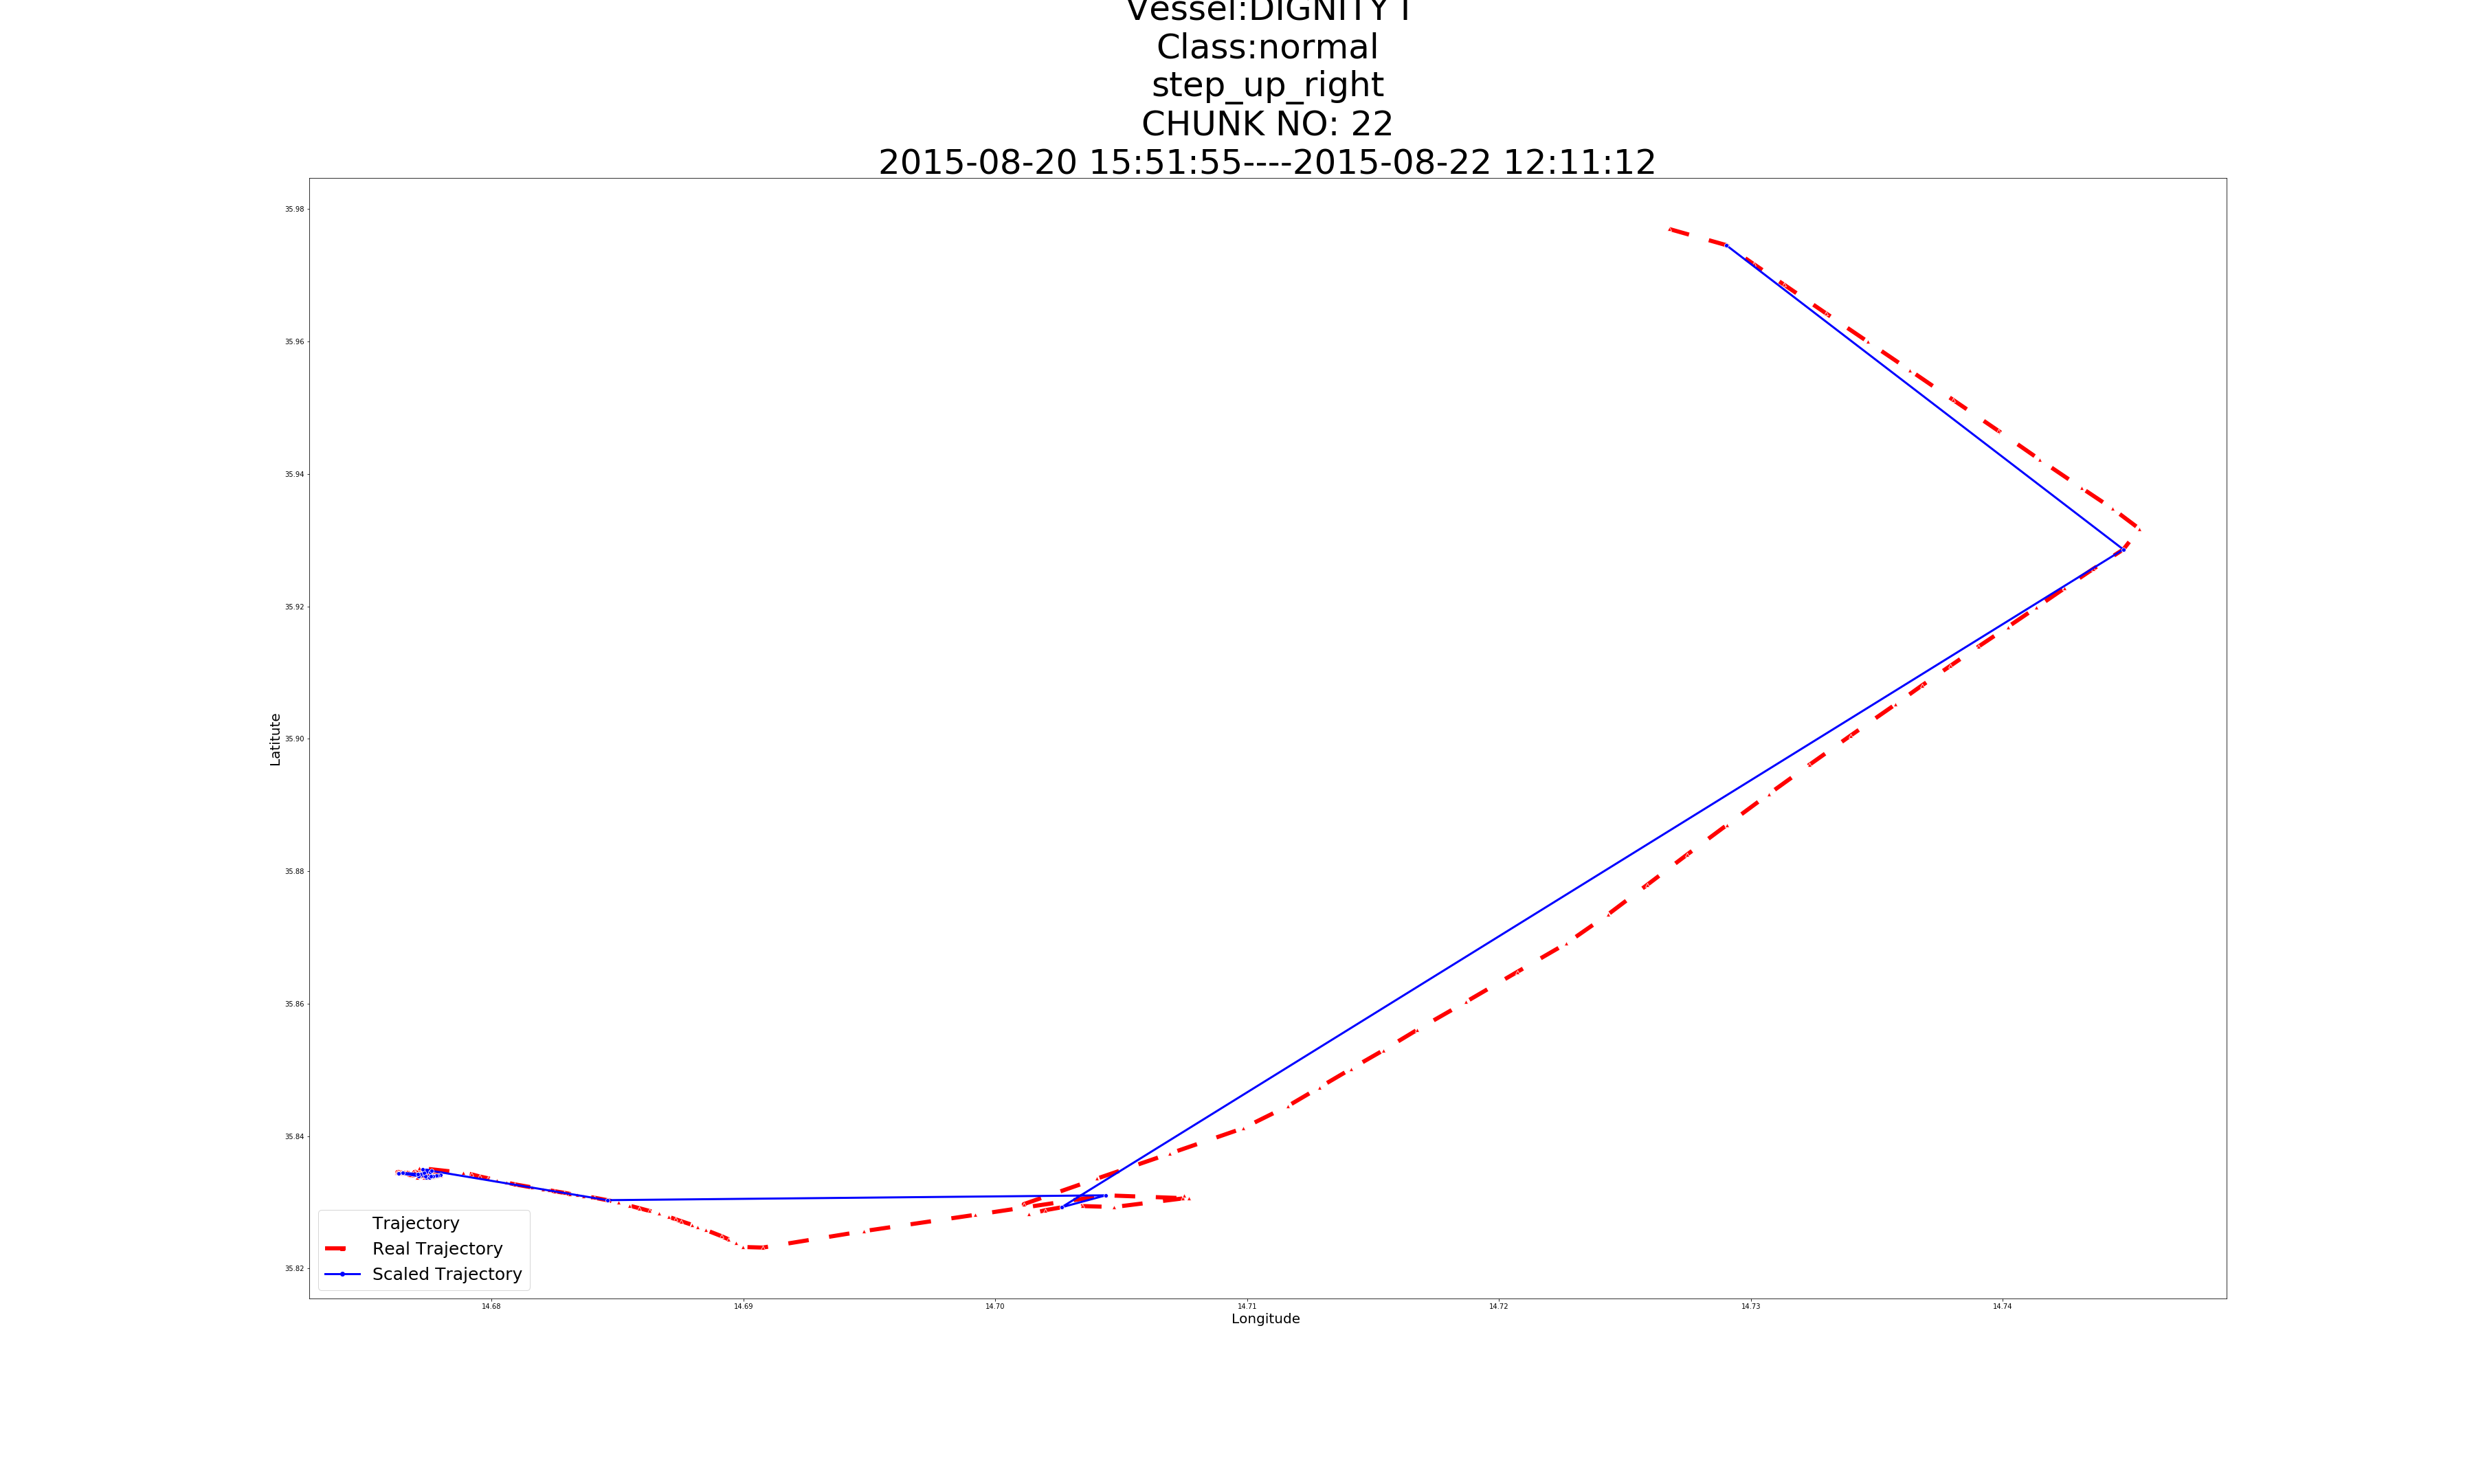 Vessel:DIGNITY I
Class:normal
step_up_right
CHUNK NO: 22
2015-08-20 15:51:55----2015-08-22 12:11:12
35.98
35.96
35.94
35.92
35.90
35.88
35.86
35.84
35.82
Latitute
Trajectory
Real Trajectory
Scaled Trajectory
14.68
14.69
14.70
14.71
14.72
14.73
14.74
Longitude